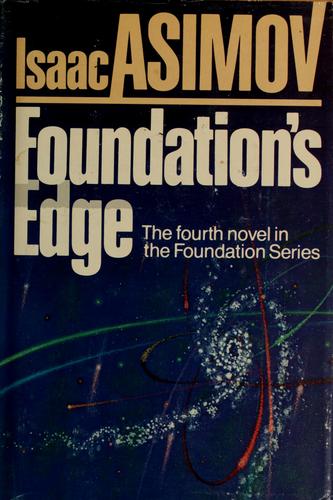 Isaac ASIMOV
Foundation's
Edge
The fourth novel in
the Foundation Series